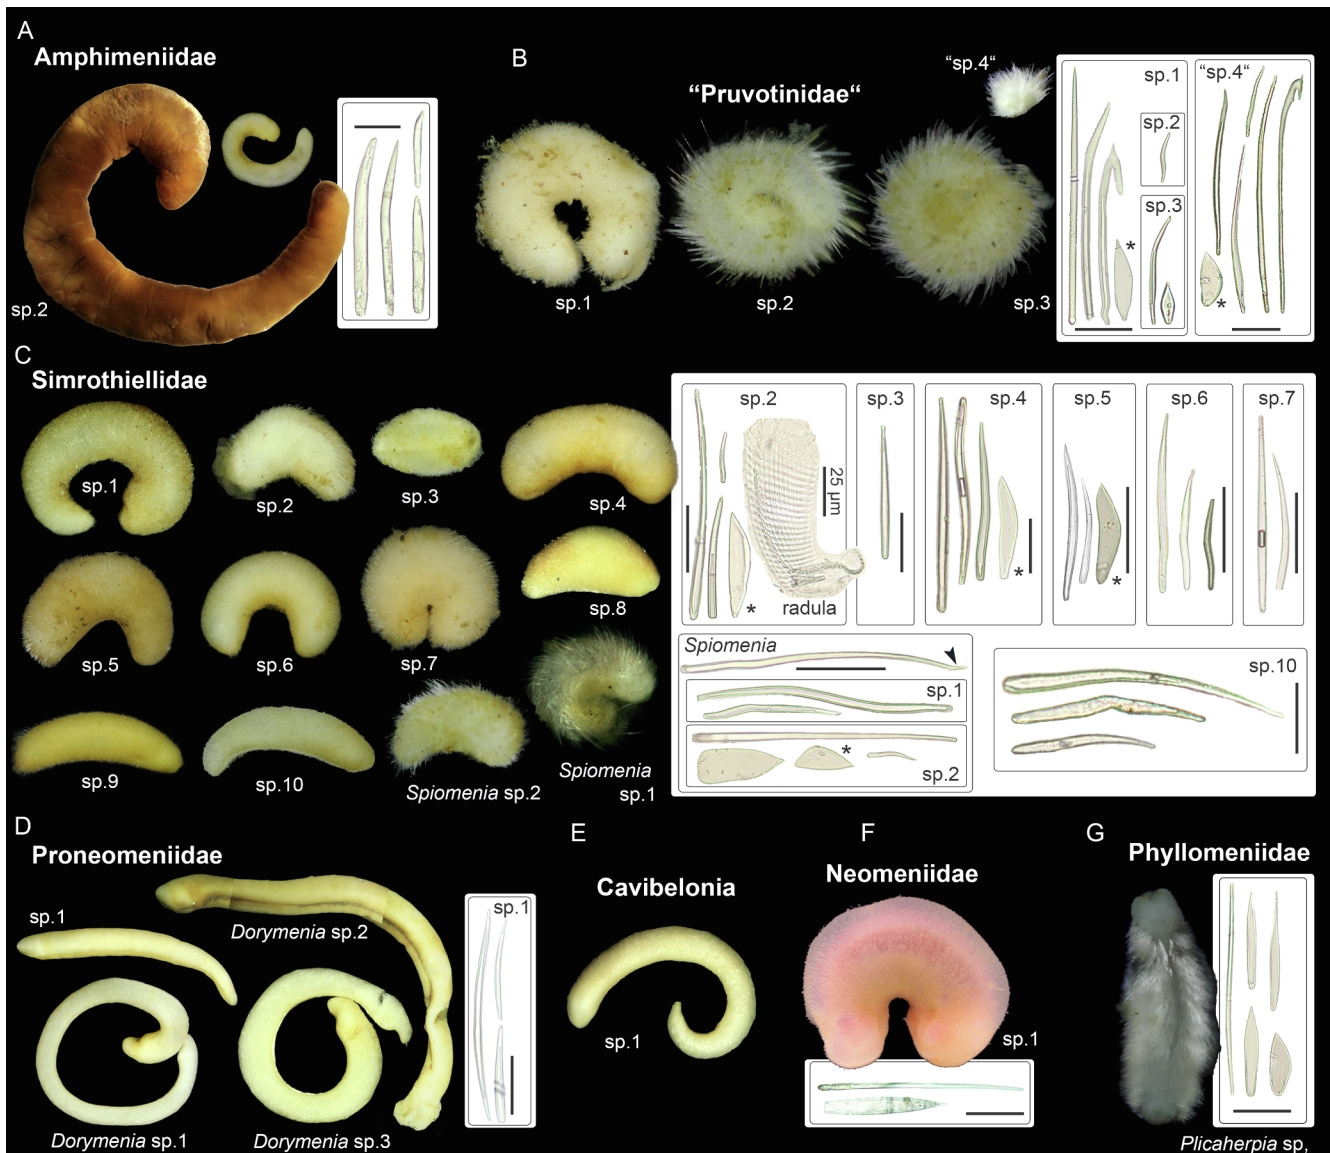 A
Amphimeniidae
sp.2
B
“Pruvotinidae“
“sp.4“
sp.1
sp.2
sp.3
sp.1
sp.2
sp.3
*
“sp.4“
*
C
Simrothiellidae
sp.1
sp.2
sp.3
sp.4
sp.5
sp.6
sp.7
sp.8
sp.9
sp.10
Spiomenia sp.2
Spiomenia
sp.1
sp.2
25 µm
radula
*
sp.3
sp.4
*
sp.5
*
sp.6
sp.7
Spiomenia
sp.1
*
sp.2
sp.10
D
Proneomeniidae
sp.1
Dorymenia sp.2
Dorymenia sp.1
Dorymenia sp.3
sp.1
E
Cavibelonia
sp.1
F
Neomeniidae
sp.1
G
Phyllomeniidae
Plicaherpia sp,